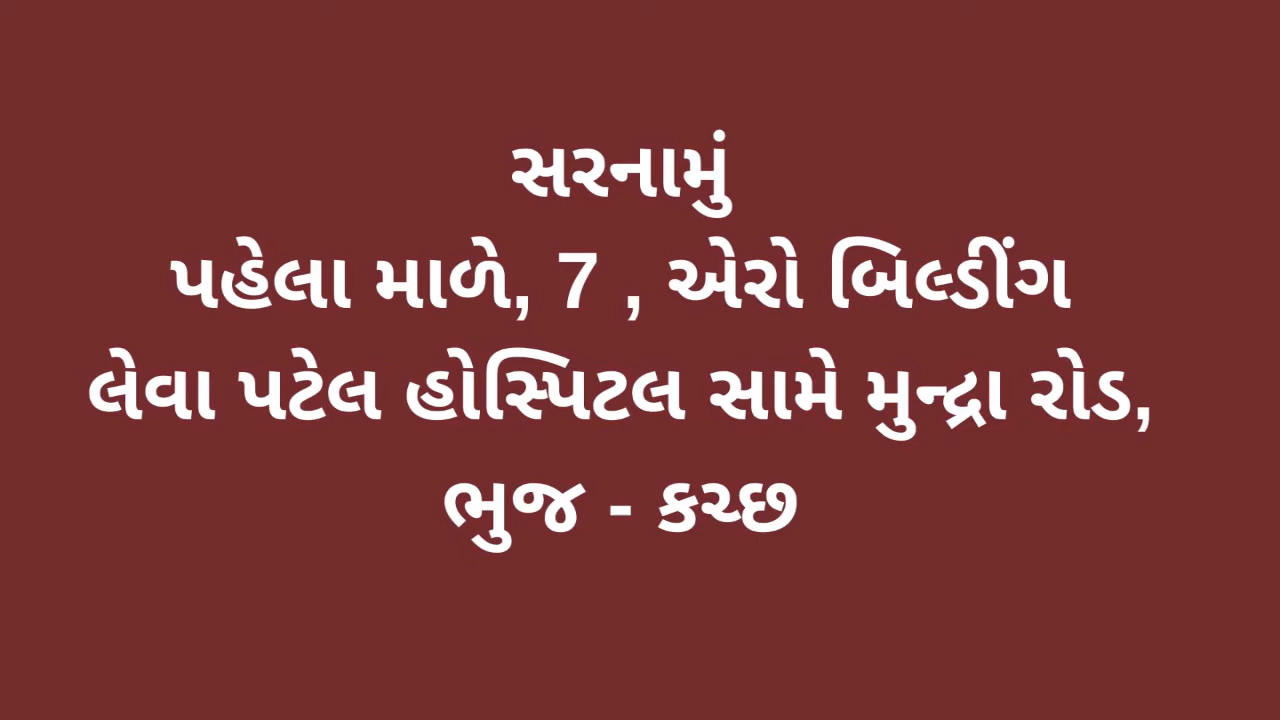 સરનામું
પહેલા માળે, 7 , એરો બિલ્ડીંગ
લેવા પટેલ હોસ્પિટલ સામે મુન્દ્રા રોડ,
ભુજ - કચ્છ